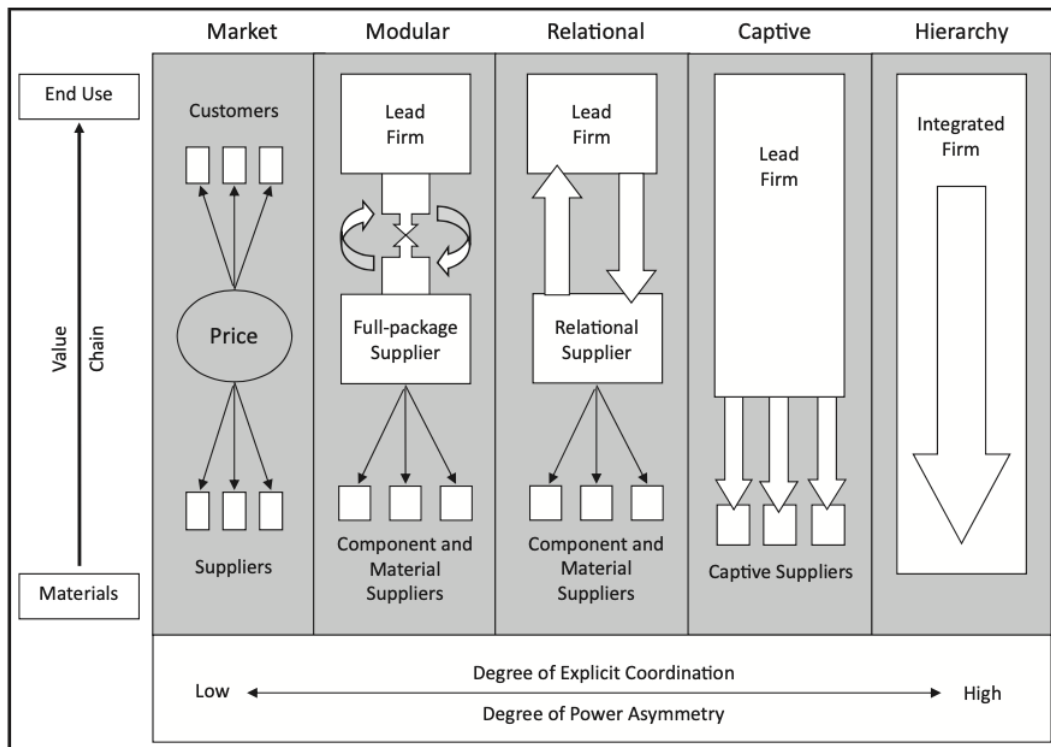 Market
Modular
Relational
Captive
Hierarchy
End Use
Value
Chain
Materials
Customers
Price
Suppliers
Lead
Firm
Full-package
Supplier
Component and
Material
Suppliers
Lead
Firm
Relational
Supplier
Component and
Material
Suppliers
Lead
Firm
Captive Suppliers
Integrated
Firm
Degree of Explicit Coordination
Low
High
Degree of Power Asymmetry